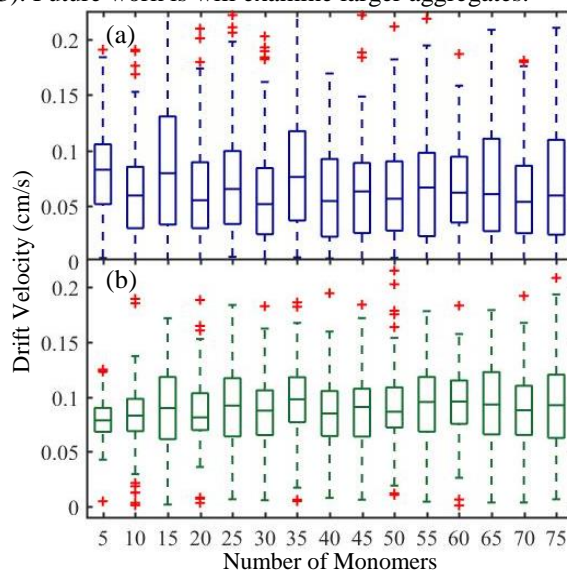 ). Future work is will examine larger aggregates.
(a)
0.2
0.15
0.1
0.05
0
(b)
0.2
0.15
0.1
0.05
0
Drift Velocity (cm/s)
5 10 15 20 25 30 35 40 45 50 55 60 65 70 75
Number of Monomers